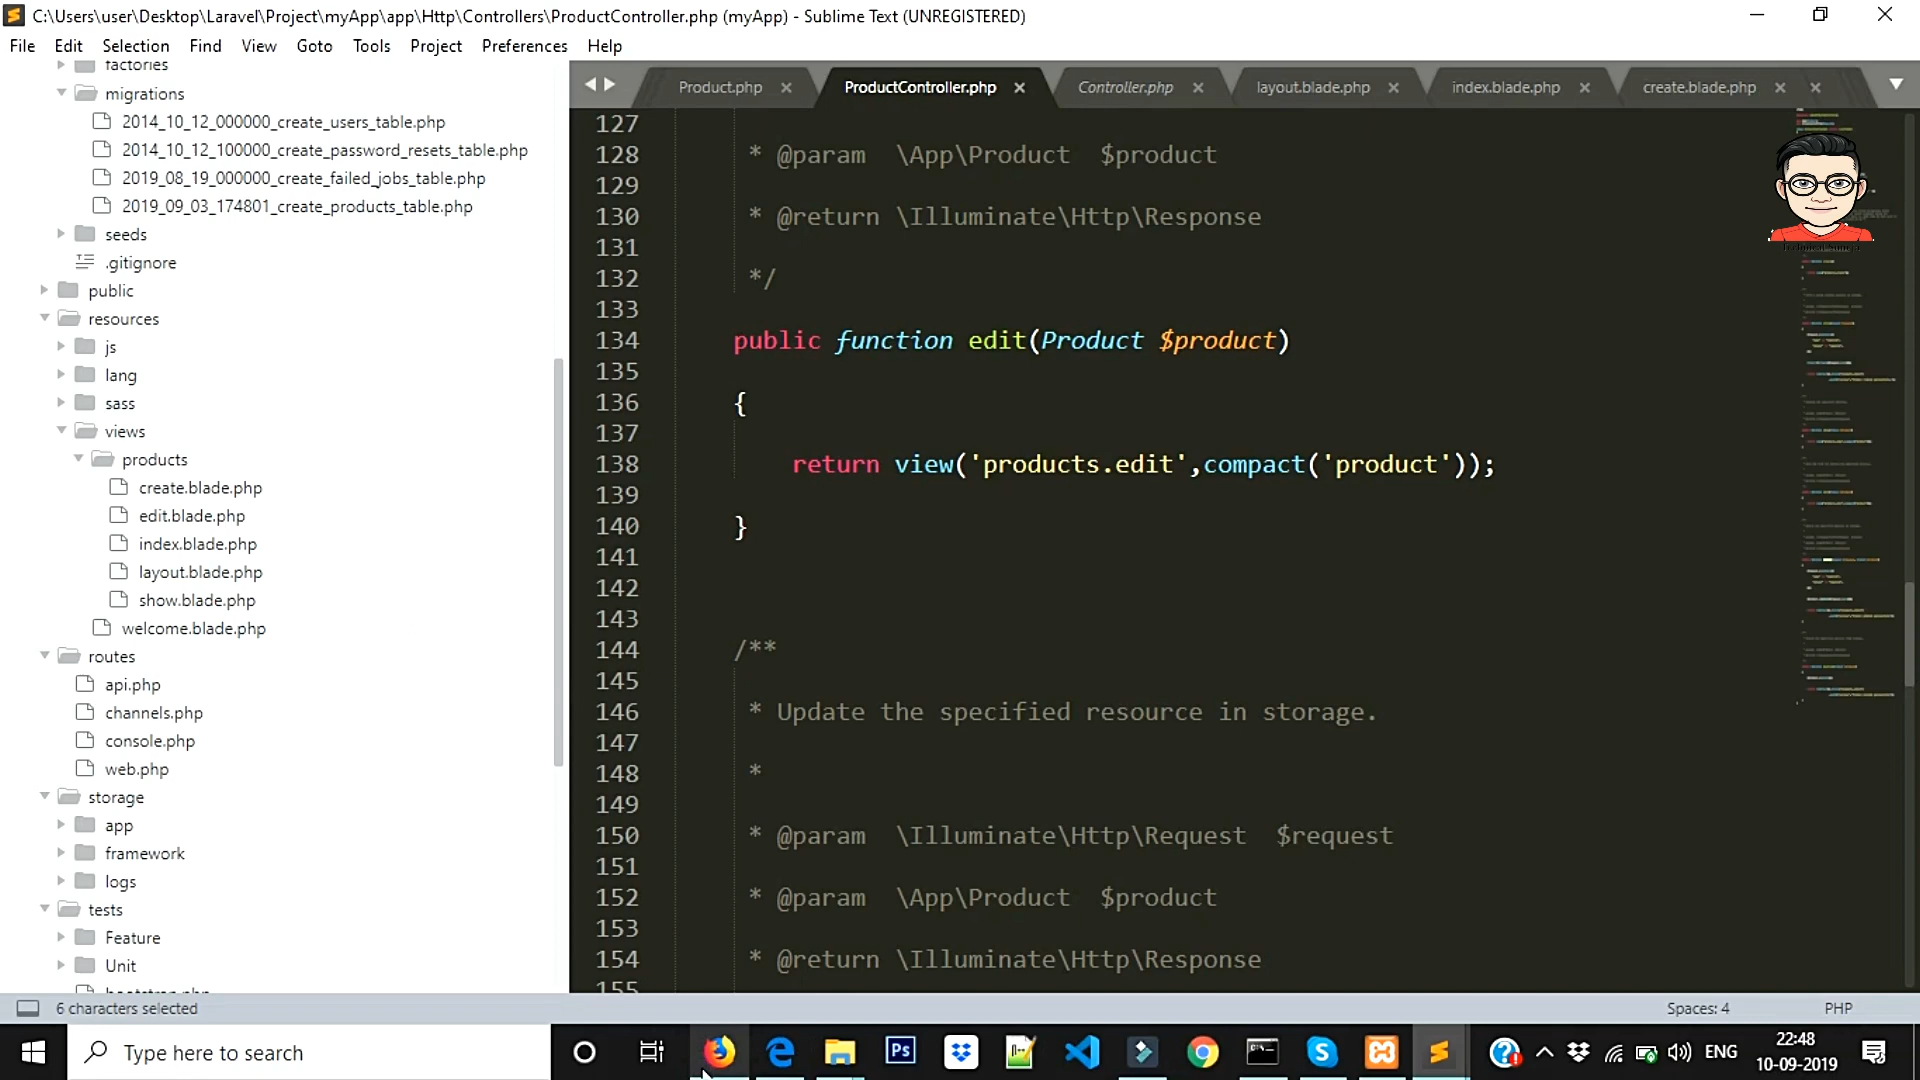 C:\Users\user\Desktop\Laravel\Project\myApp\app\Http\Controllers\ProductController.php (myApp) - Sublime Text (UNREGISTERED)
File Edit Selection Find View Goto Tools Project Preferences Help
factories
migrations
2014_10_12_000000_create_users_table.php
2014_10_12_100000_create_password_resets_table.php
2019_08_19_000000_create_failed_jobs_table.php
2019_09_03_174801_create_products_table.php
seeds
.gitignore
public
resources
js
lang
sass
views
products
create.blade.php
edit.blade.php
index.blade.php
layout.blade.php
show.blade.php
welcome.blade.php
routes
api.php
channels.php
console.php
web.php
storage
app
framework
logs
tests
Feature
Unit
bootstrap.php
Product.php ProductController.php Controller.php layout.blade.php index.blade.php create.blade.php
127
128 * @param  \App\Product  $product
129
130 * @return \Illuminate\Http\Response
131
132 */
133
134 public function edit(Product $product)
135
136 {
137
138 return view('products.edit',compact('product'));
139
140 }
141
142
143
144 /**
145
146 * Update the specified resource in storage.
147
148 *
149
150 * @param  \Illuminate\Http\Request  $request
151
152 * @param  \App\Product  $product
153
154 * @return \Illuminate\Http\Response
155
6 characters selected
Spaces: 4 PHP
Type here to search
Ps
ENG
22:48
10-09-2019